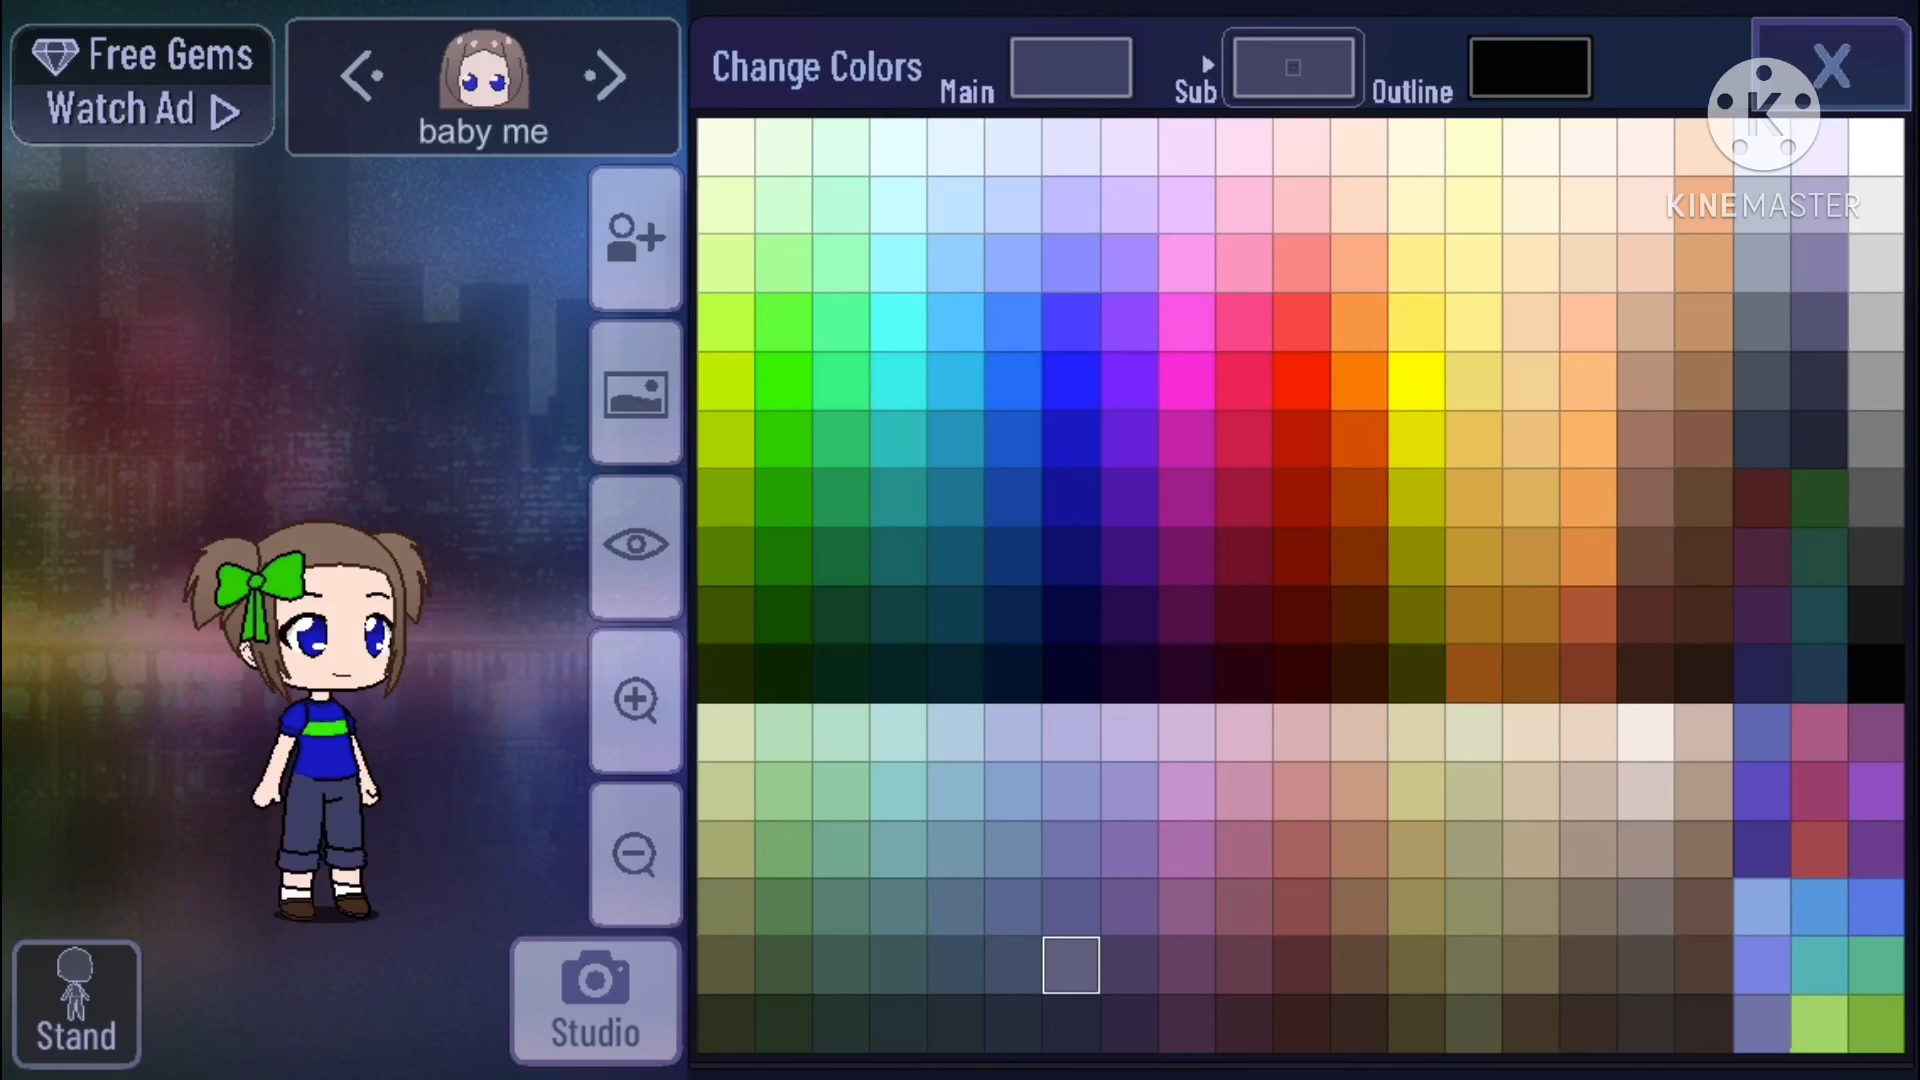 Free Gems
Watch Ad
baby me
Change Colors
Main
Sub
Outline
X
K
KINEMASTER
Stand
Studio